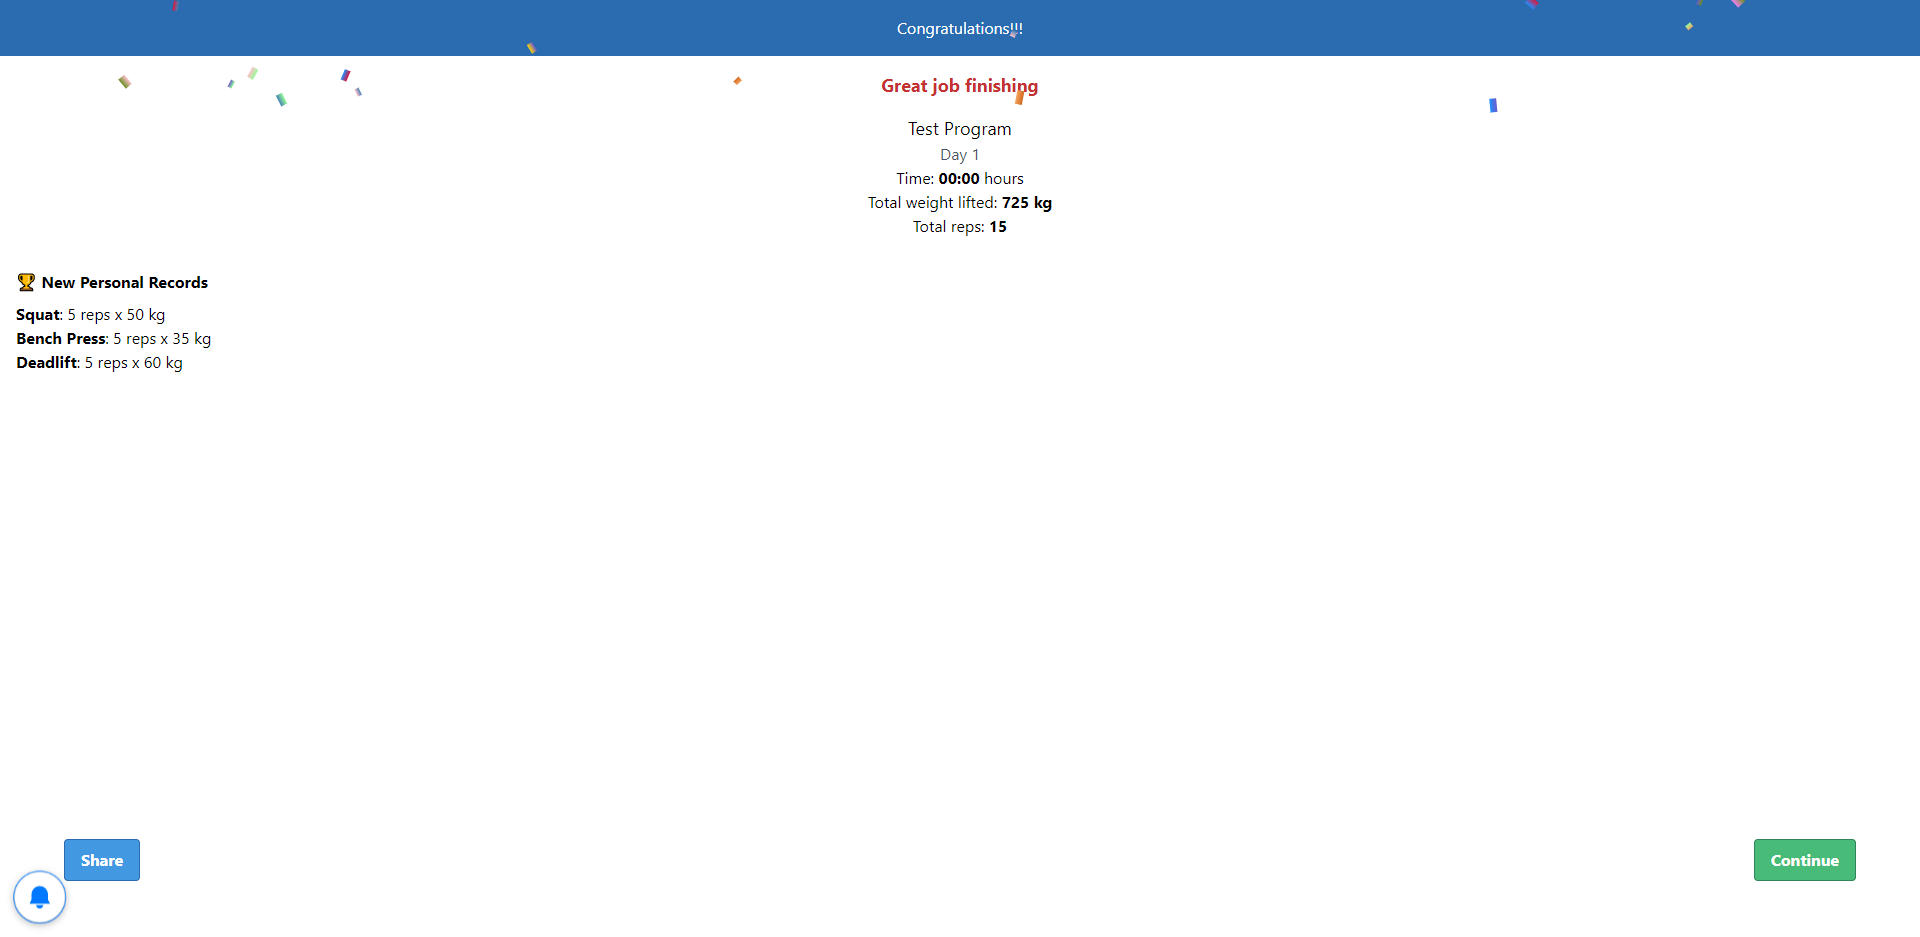 Congratulations!!!
Great job finishing
Test Program
Day 1
Time: 00:00 hours
Total weight lifted: 725 kg
Total reps: 15
🏆 New Personal Records
Squat: 5 reps x 50 kg
Bench Press: 5 reps x 35 kg
Deadlift: 5 reps x 60 kg
Share
Continue